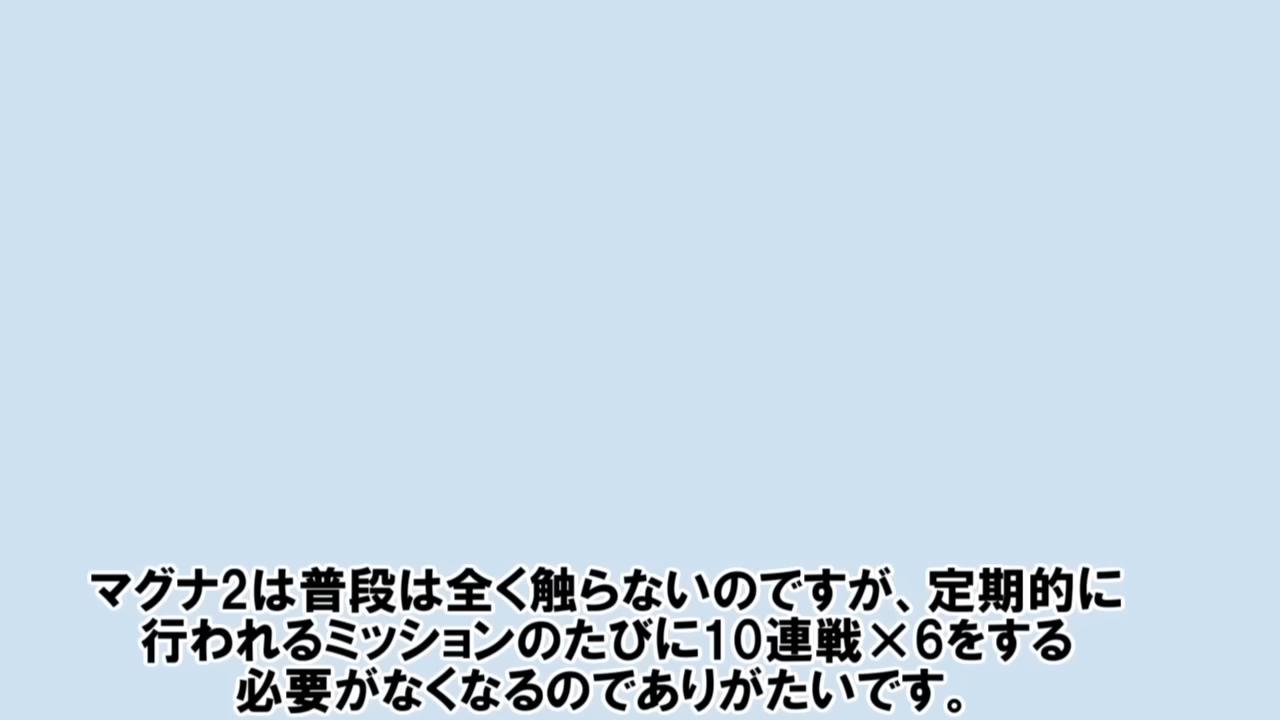 マグナ2は普段は全く触らないのですが、定期的に
行われるミッションのたびに10連戦×6をする
必要がなくなるのでありがたいです。